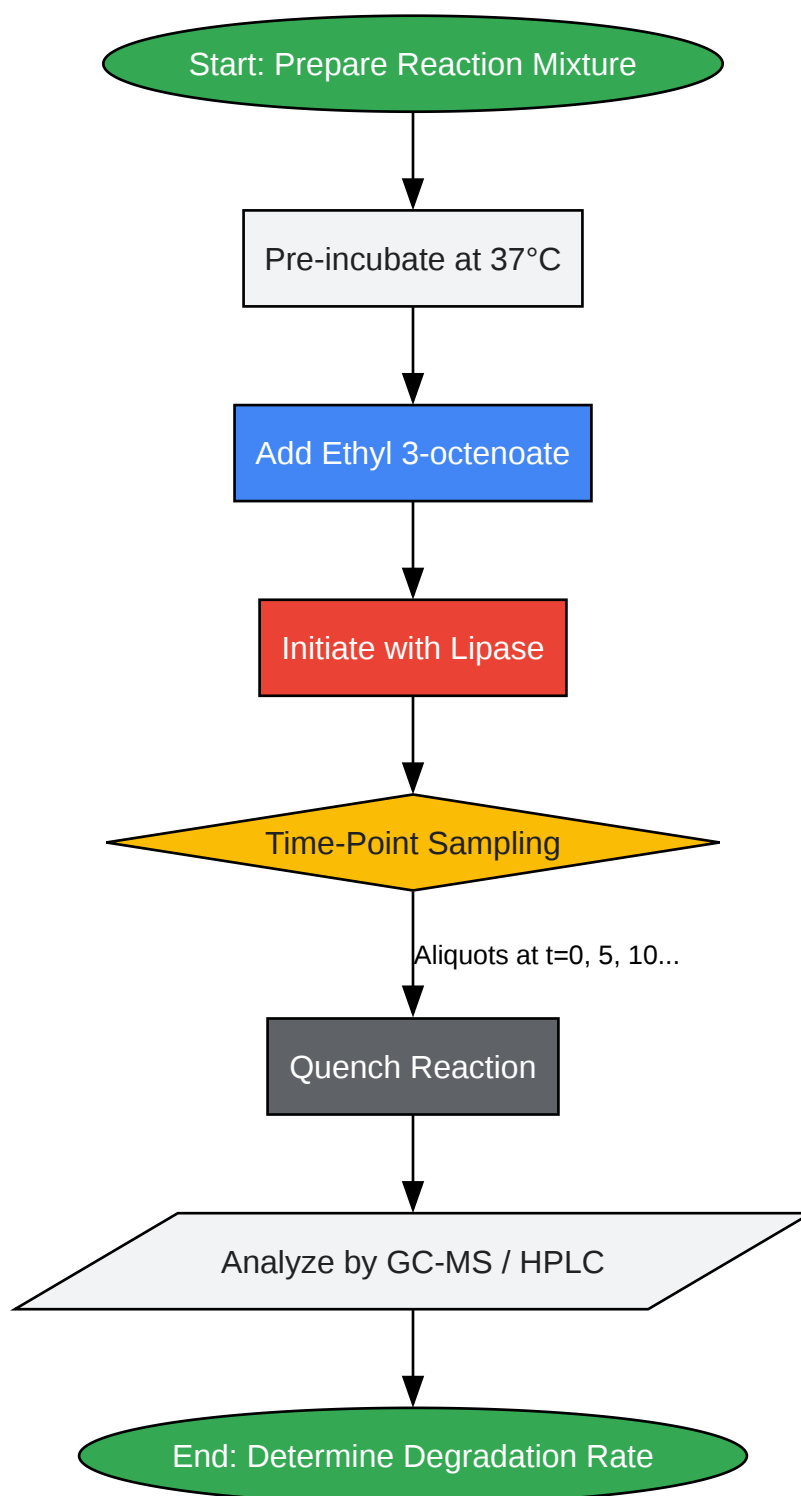 Start: Prepare Reaction Mixture
Pre-incubate at 37°C
Add Ethyl 3-octenoate
Initiate with Lipase
Time-Point Sampling
Aliquots at t=0, 5, 10...
Quench Reaction
Analyze by GC-MS / HPLC
End: Determine Degradation Rate